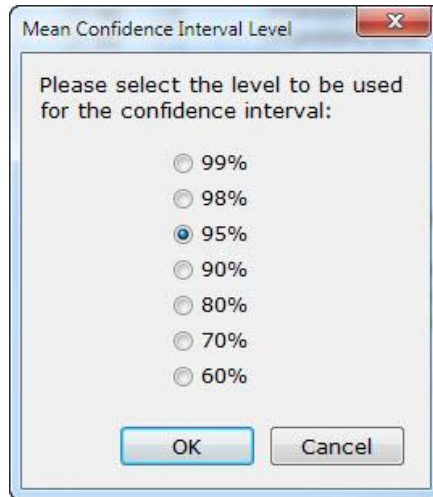 Mean Confidence Interval Level
Please select the level to be used
for the confidence interval:
99%
98%
95%
90%
80%
70%
60%
OK
Cancel